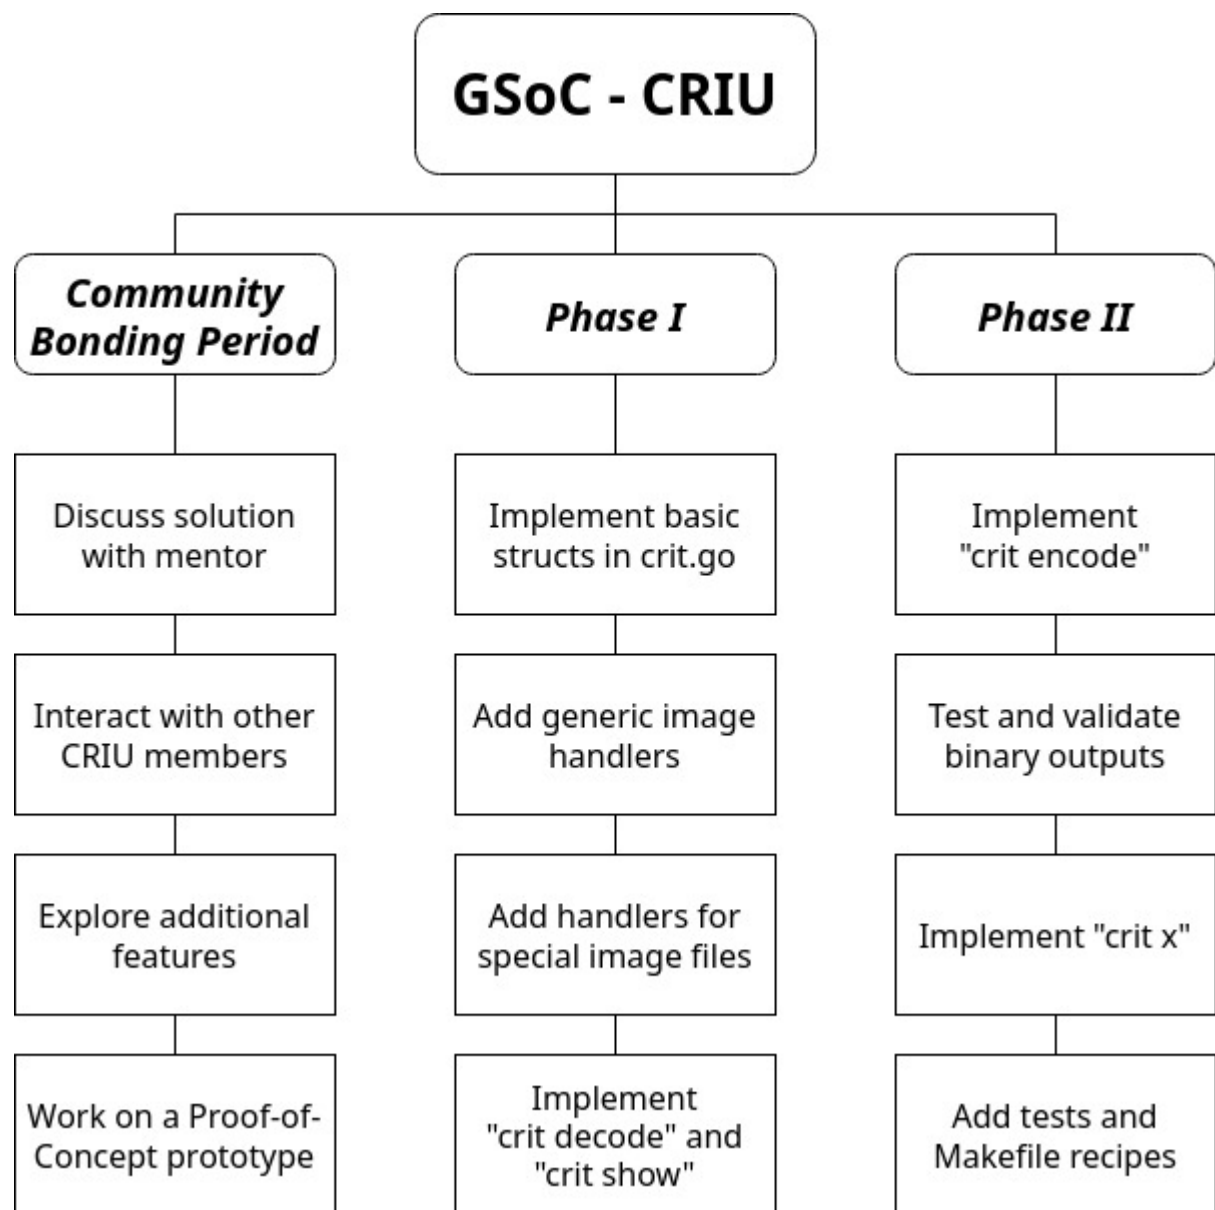 GSoC - CRIU
Community
Bonding Period
Discuss solution
with mentor
Interact with other
CRIU members
Explore additional
features
Work on a Proof-of-
Concept prototype
Phase I
Implement basic
structs in crit.go
Add generic image
handlers
Add handlers for
special image files
Implement
"crit decode" and
"crit show"
Phase II
Implement
"crit encode"
Test and validate
binary outputs
Implement "crit x"
Add tests and
Makefile recipes